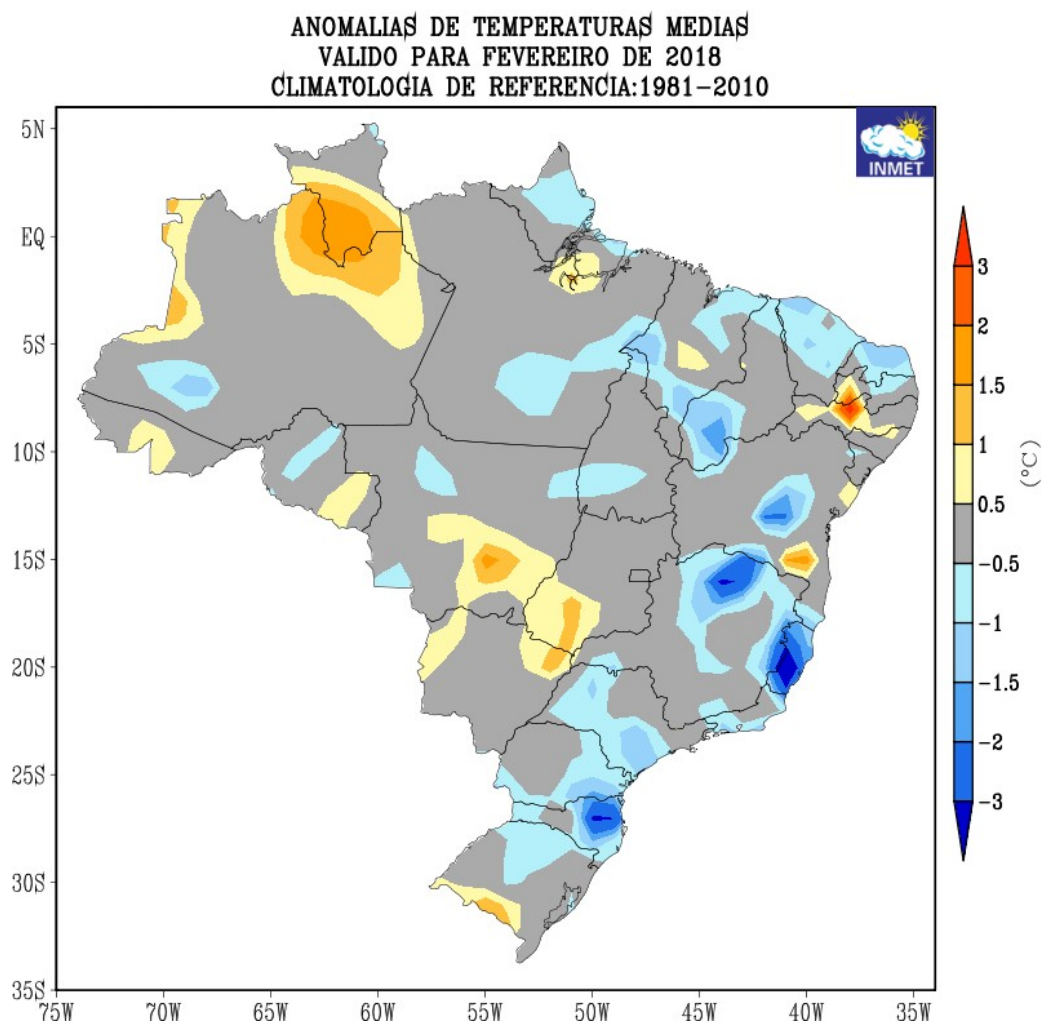 ANOMALIAS DE TEMPERATURAS MEDIAS
VALIDO PARA FEVEREIRO DE 2018
CLIMATOLOGIA DE REFERENCIA:1981-2010
INMET
5N
EQ
5S
10S
15S
20S
25S
30S
35S
75W 70W 65W 60W 55W 50W 45W 40W 35W
3
2
1.5
1
0.5
-0.5
-1
-1.5
-2
-3
(°C)